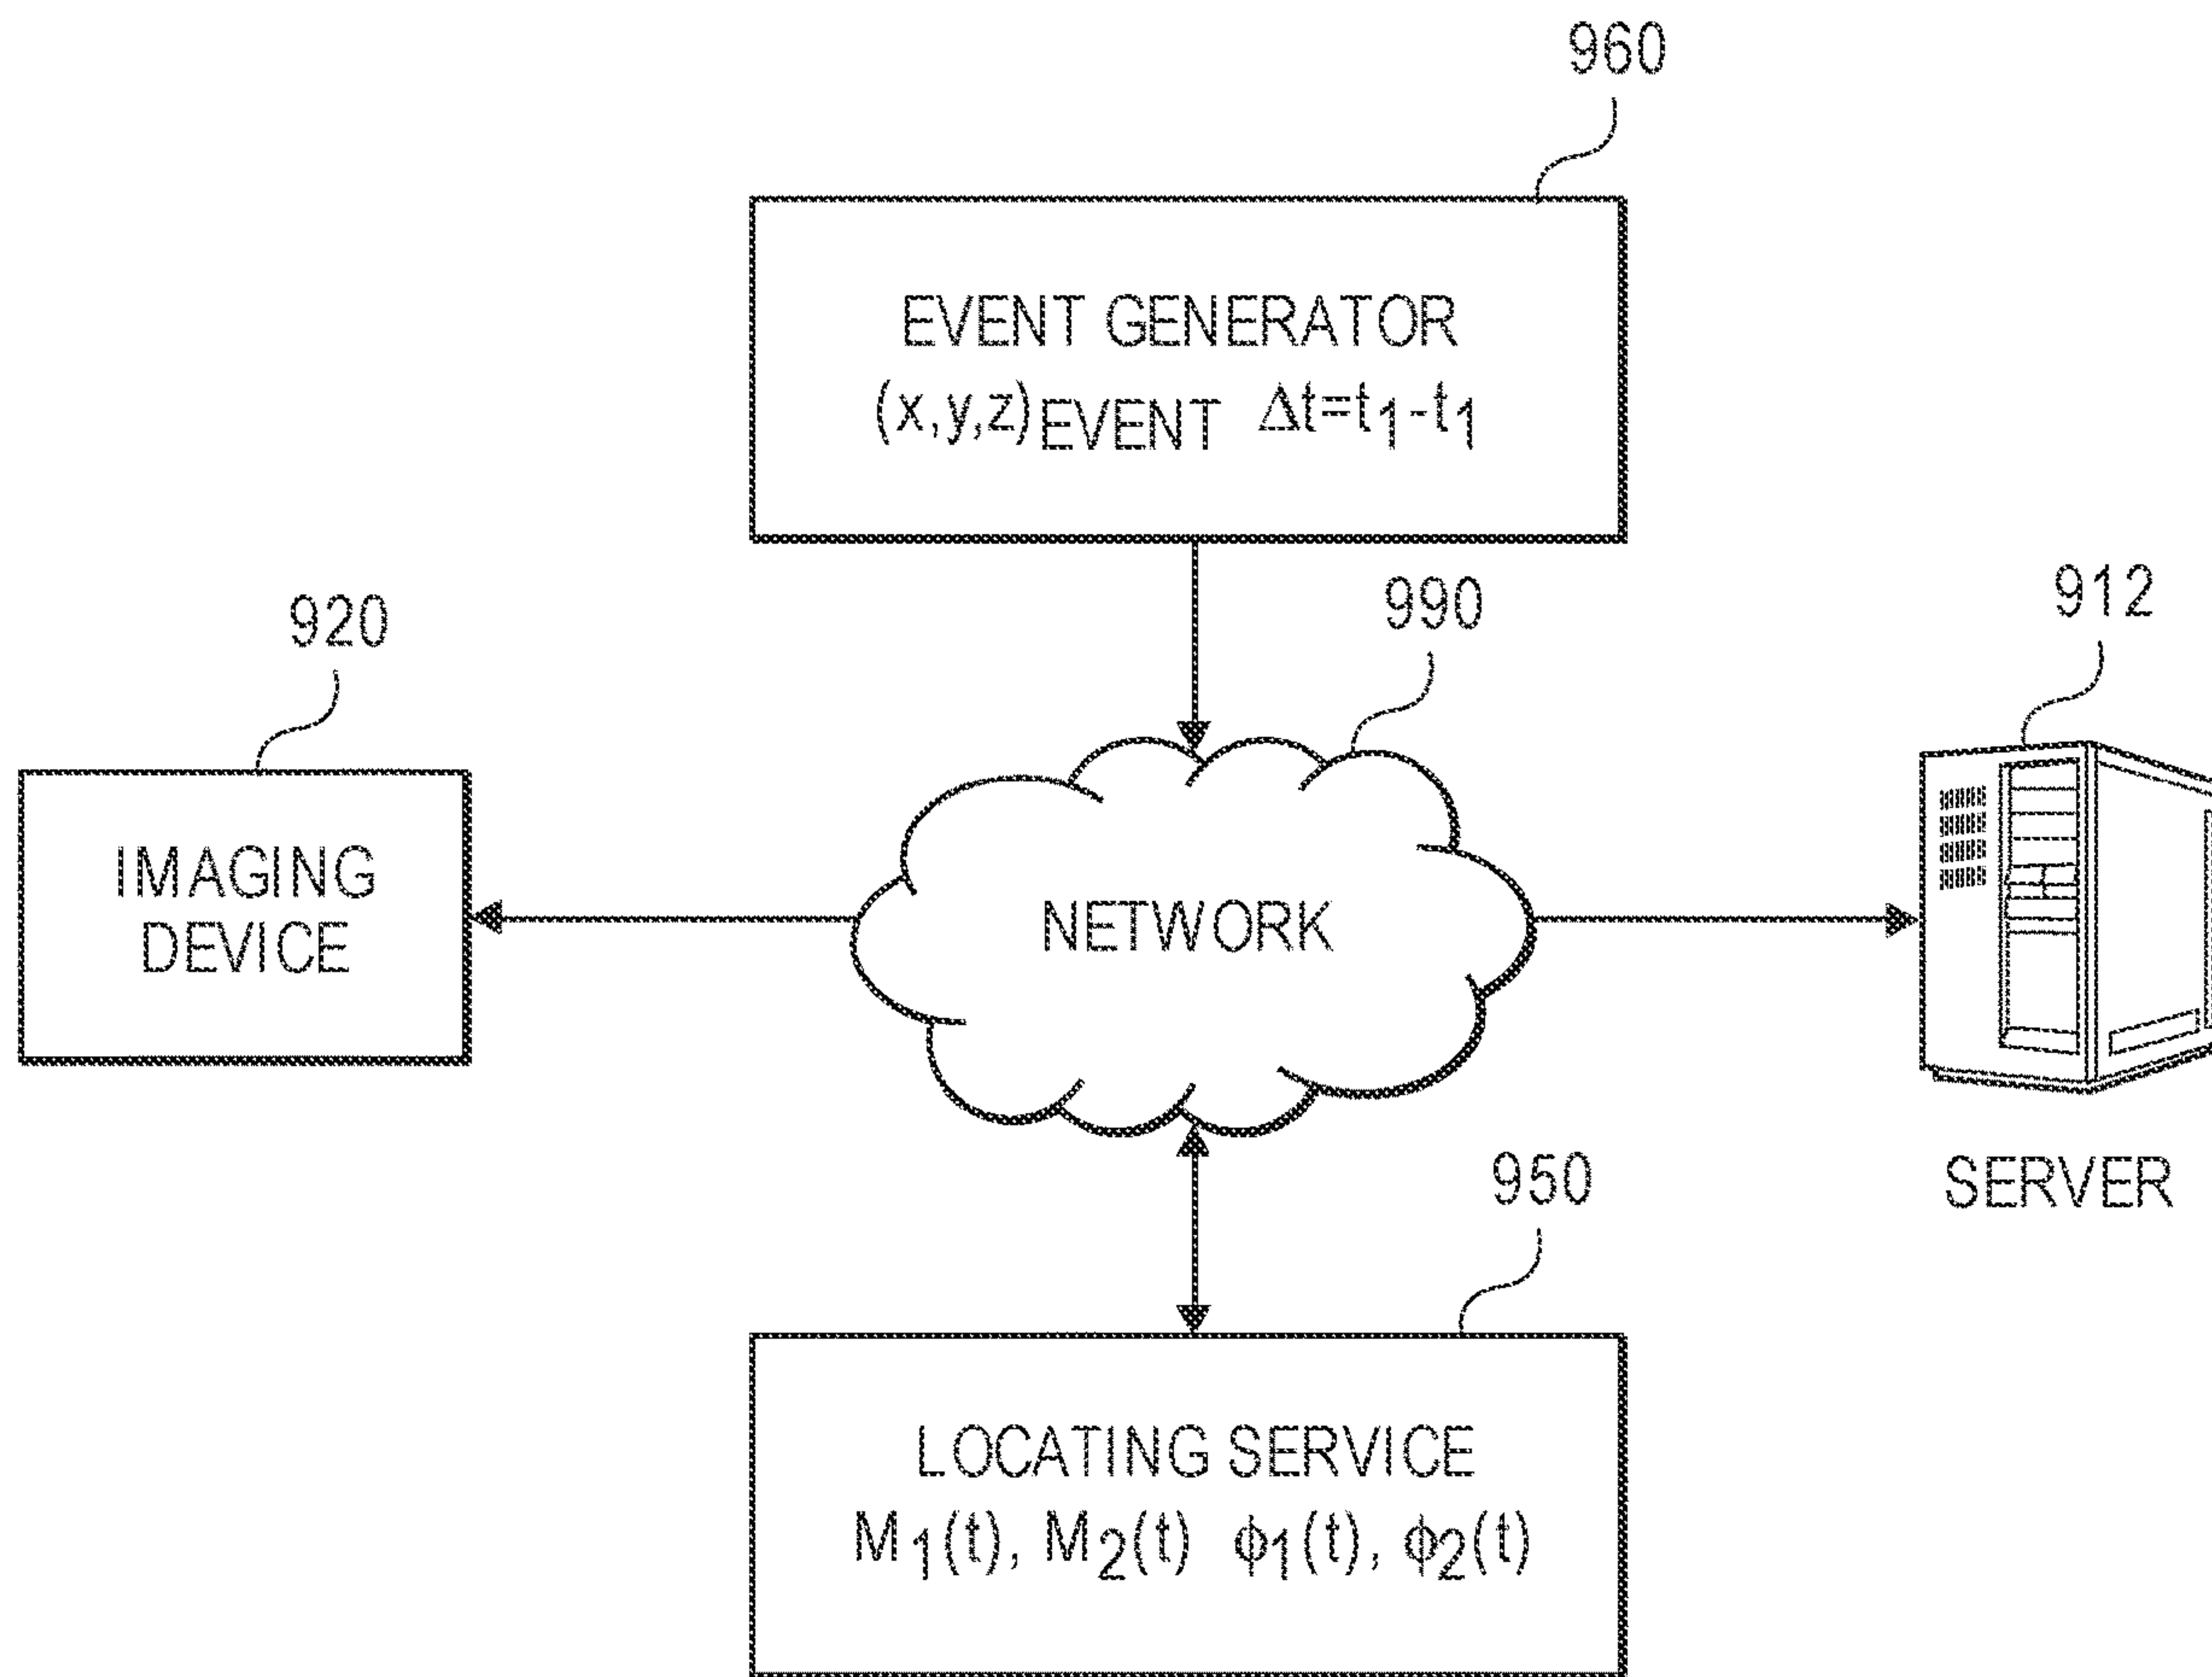 960
EVENT GENERATOR
(x,y,z)EVENT Δt=t1-t1
990
912
920
IMAGING
DEVICE
NETWORK
950
SERVER
LOCATING SERVICE
M1(t), M2(t) ϕ1(t), ϕ2(t)